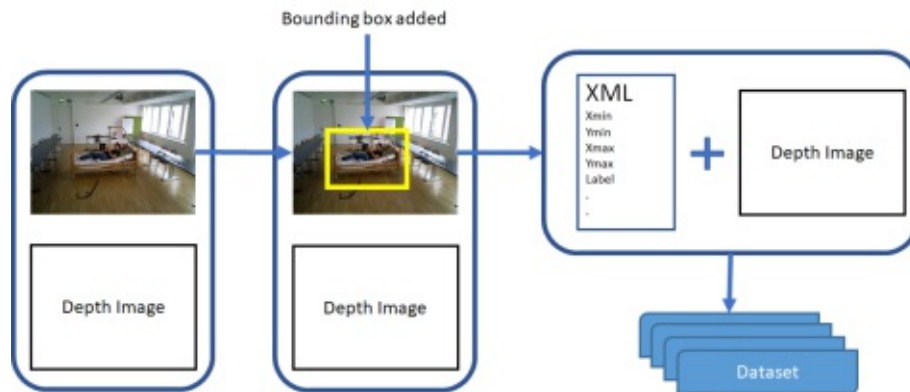 Bounding box added
Depth Image
Depth Image
XML
Xmin
Ymin
Xmax
Ymax
Label
.
.
+
Depth Image
Dataset